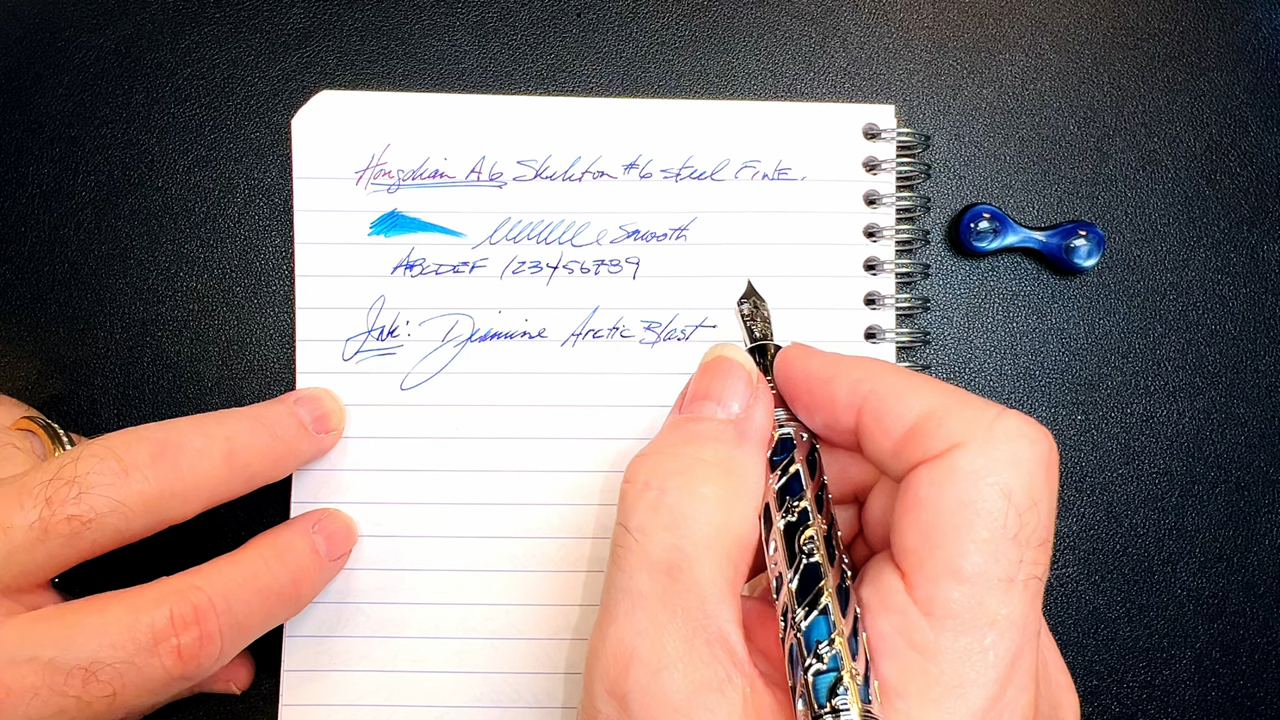 Hongdian A6 Skeleton #6 steel FINE.
Smooth
ABCDEF 123456789
Ink: Diamine Arctic Blast